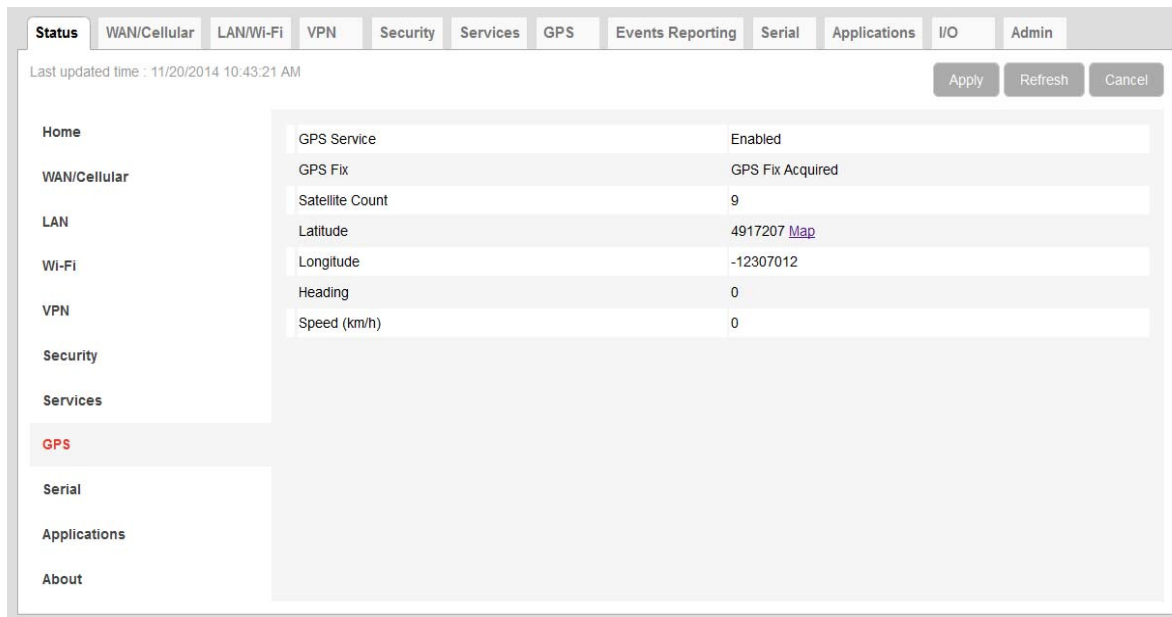 Status WAN/Cellular LAN/Wi-Fi VPN Security Services GPS Events Reporting Serial Applications I/O Admin
Last updated time : 11/20/2014 10:43:21 AM
Apply Refresh Cancel
Home
WAN/Cellular
LAN
Wi-Fi
VPN
Security
Services
GPS
Serial
Applications
About
GPS Service Enabled
GPS Fix GPS Fix Acquired
Satellite Count 9
Latitude 4917207 Map
Longitude -12307012
Heading 0
Speed (km/h) 0